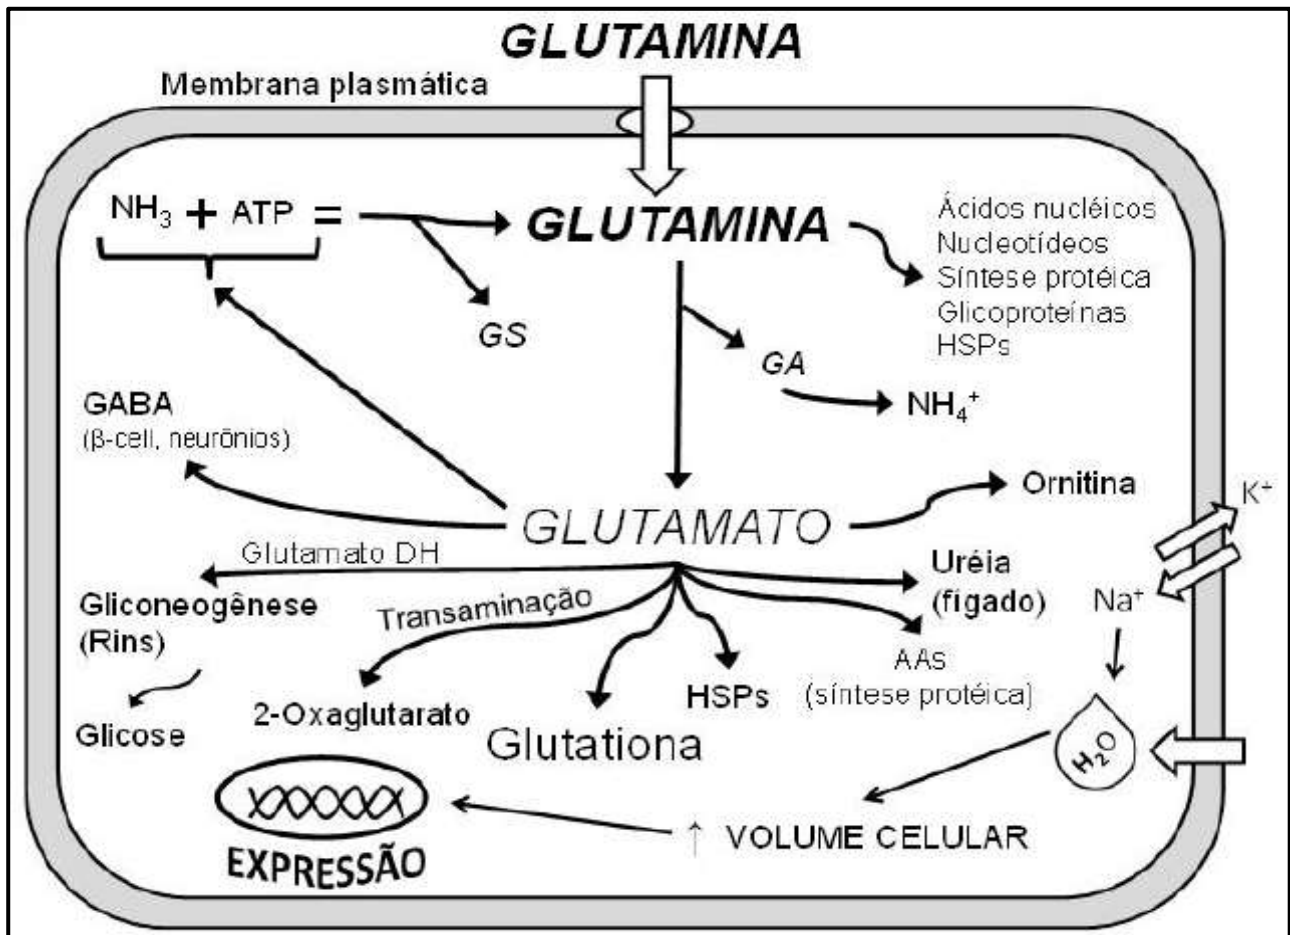 GLUTAMINA
Membrana plasmática
NH₃ + ATP =
GLUTAMINA
Ácidos nucléicos
Nucleotídeos
Síntese protéica
Glicoproteínas
HSPs
GS
GA
NH₄⁺
GABA
(β-cell, neurônios)
GLUTAMATO
Ornitina
K⁺
Glutamato DH
Uréia
(fígado)
Na⁺
Gliconeogênese
(Rins)
Transaminação
AAs
(síntese protéica)
HSPs
2-Oxaglutarato
Glutationa
Glicose
H₂O
↑ VOLUME CELULAR
EXPRESSÃO